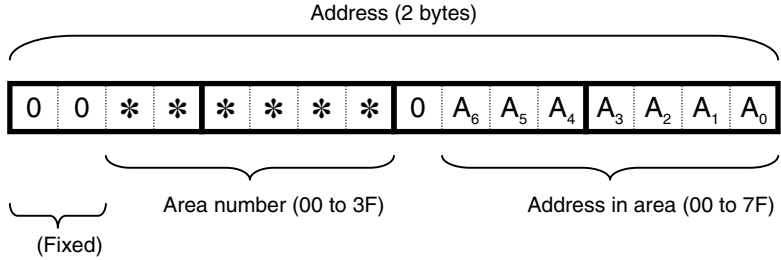 Address (2 bytes)
0 0 * * * * * * 0 A₆ A₅ A₄ A₃ A₂ A₁ A₀
Area number (00 to 3F) Address in area (00 to 7F)
(Fixed)